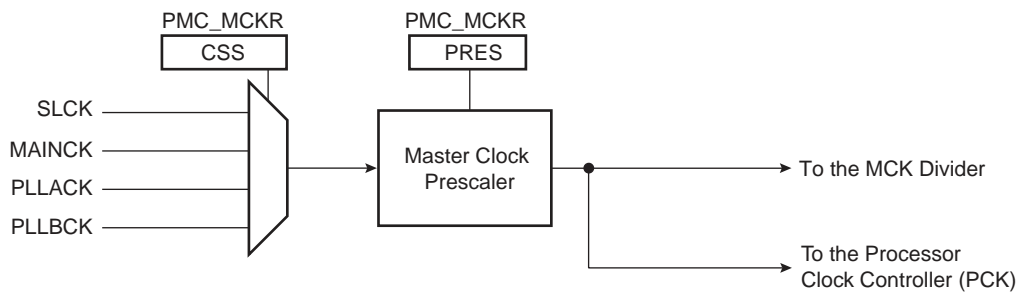 PMC_MCKR
CSS
PMC_MCKR
PRES
SLCK
MAINCK
PLLACK
PLLBCK
Master Clock
Prescaler
To the MCK Divider
To the Processor
Clock Controller (PCK)